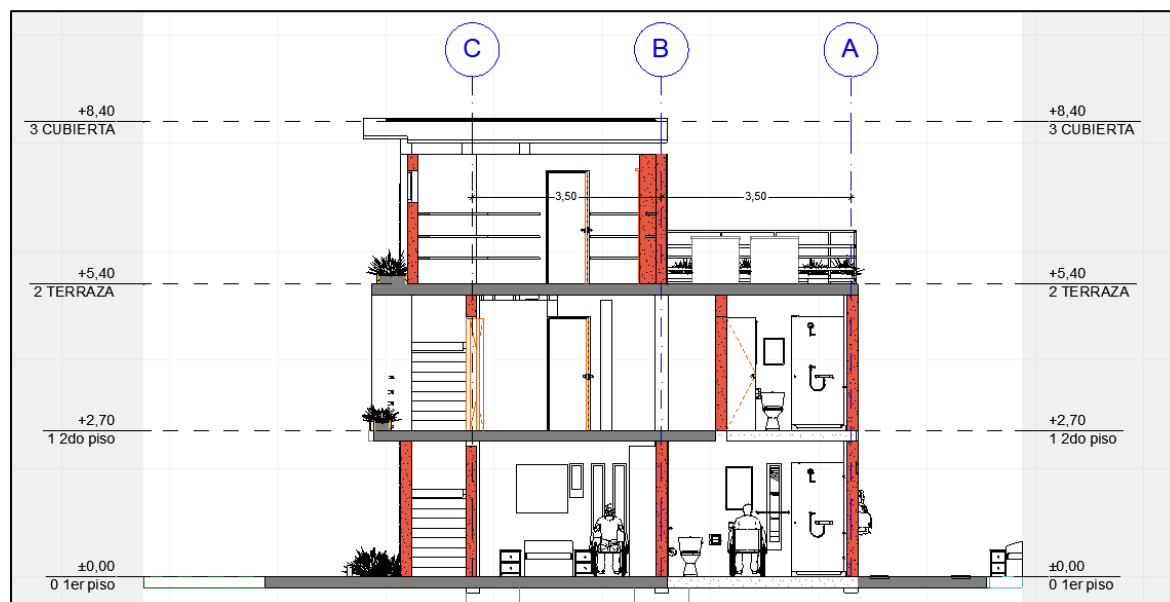 C
B
A
+8,40
3 CUBIERTA
+8,40
3 CUBIERTA
3,50
3,50
+5,40
2 TERRAZA
+5,40
2 TERRAZA
+2,70
1 2do piso
+2,70
1 2do piso
±0,00
0 1er piso
±0,00
0 1er piso